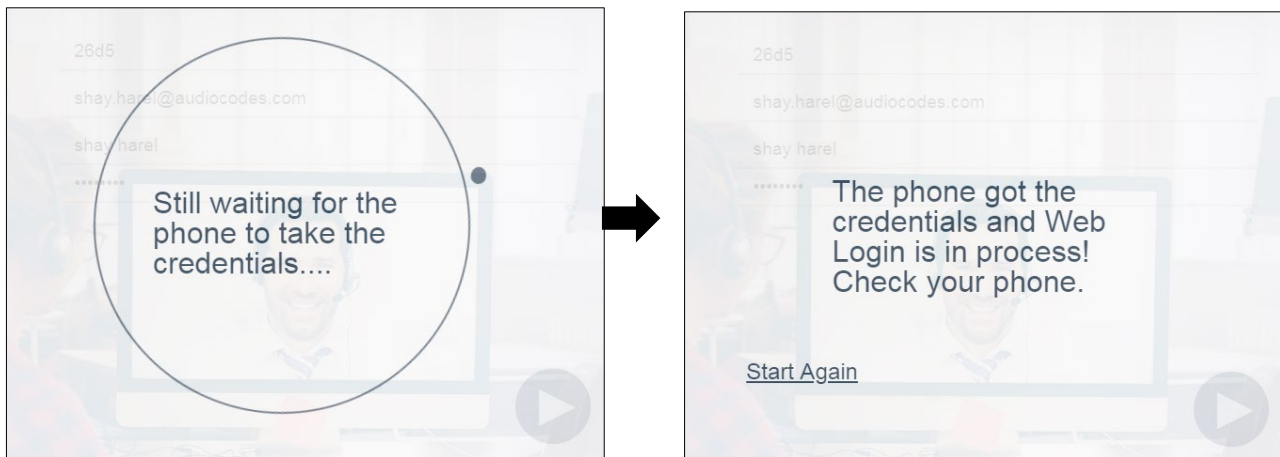 26d5
shay.harel@audiocodes.com
shay harel
••••••••
Still waiting for the
phone to take the
credentials....
26d5
shay.harel@audiocodes.com
shay harel
••••••••
The phone got the
credentials and Web
Login is in process!
Check your phone.
Start Again